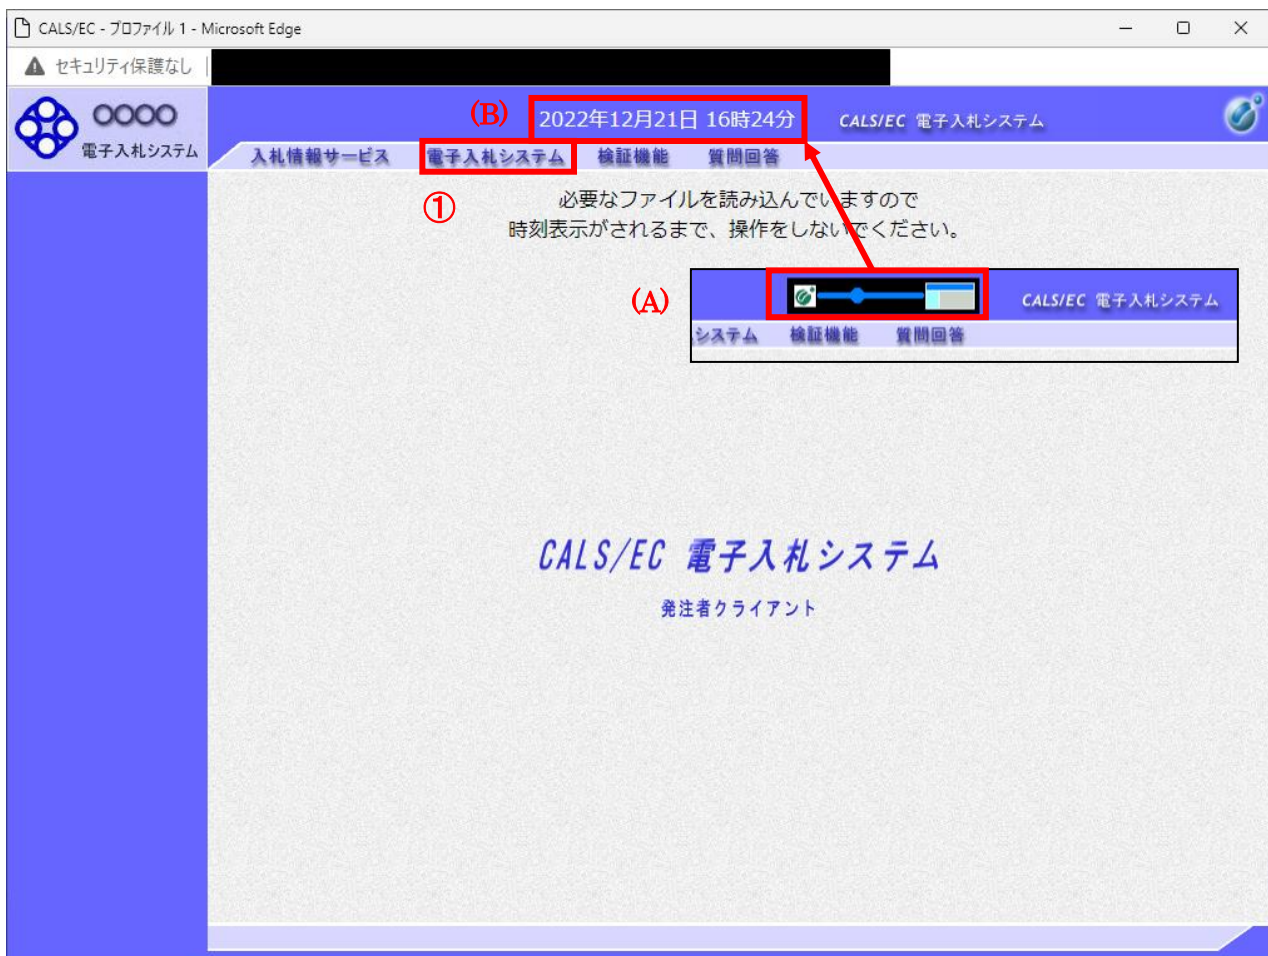 CALS/EC - プロファイル 1 - Microsoft Edge
セキュリティ保護なし
OOOO
電子入札システム
(B)
2022年12月21日 16時24分
CALS/EC 電子入札システム
入札情報サービス 電子入札システム 検証機能 質問回答
①
必要なファイルを読み込んでいますので
時刻表示がされるまで、操作をしないでください。
(A)
CALS/EC 電子入札システム
システム 検証機能 質問回答
CALS/EC 電子入札システム
発注者クライアント